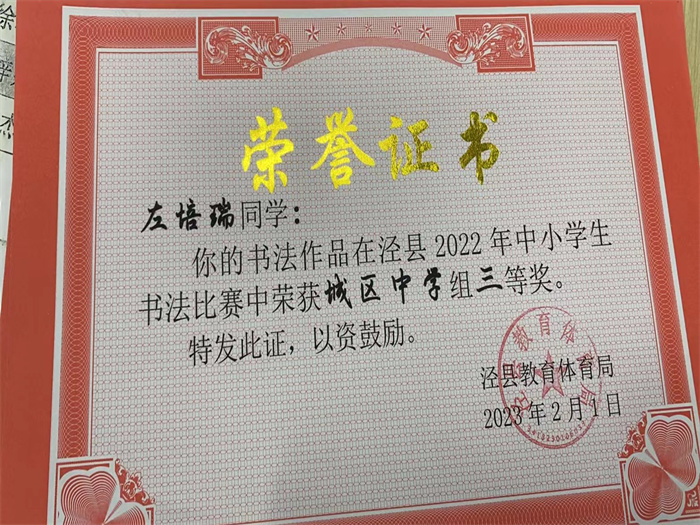 荣誉证书
左培瑞同学：
你的书法作品在泾县2022年中小学生
书法比赛中荣获城区中学组三等奖。
特发此证，以资鼓励。
泾县教育体育局
2023年2月1日
徐
杰